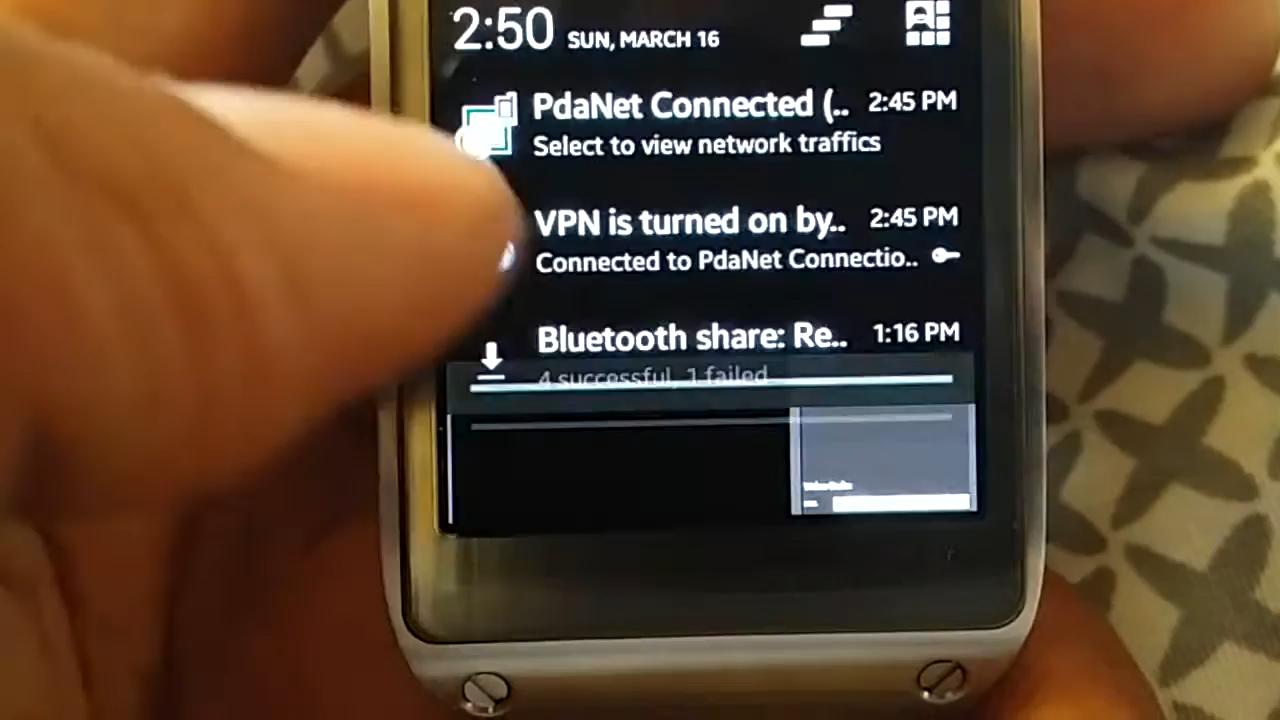 2:50 SUN, MARCH 16
PdaNet Connected (.. 2:45 PM
Select to view network traffics
VPN is turned on by.. 2:45 PM
Connected to PdaNet Connectio..
Bluetooth share: Re.. 1:16 PM
4 successful, 1 failed